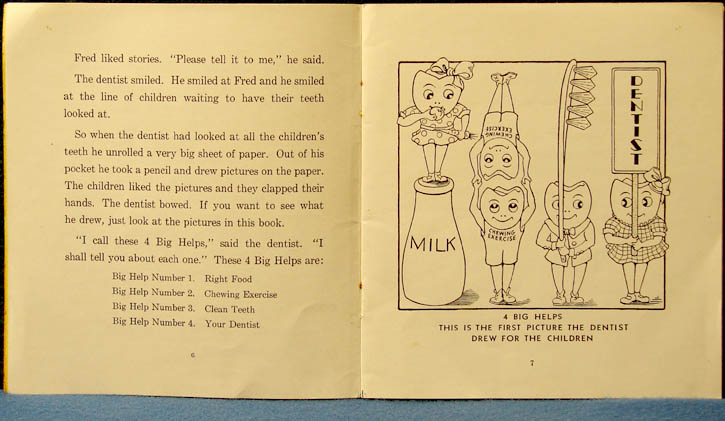 Fred liked stories. "Please tell it to me," he said.
The dentist smiled. He smiled at Fred and he smiled
at the line of children waiting to have their teeth
looked at.
So when the dentist had looked at all the children's
teeth he unrolled a very big sheet of paper. Out of his
pocket he took a pencil and drew pictures on the paper.
The children liked the pictures and they clapped their
hands. The dentist bowed. If you want to see what
he drew, just look at the pictures in this book.
"I call these 4 Big Helps," said the dentist. "I
shall tell you about each one." These 4 Big Helps are:
Big Help Number 1. Right Food
Big Help Number 2. Chewing Exercise
Big Help Number 3. Clean Teeth
Big Help Number 4. Your Dentist
6
MILK
CHEWING
EXERCISE
CHEWING
EXERCISE
DENTIST
4 BIG HELPS
THIS IS THE FIRST PICTURE THE DENTIST
DREW FOR THE CHILDREN
7